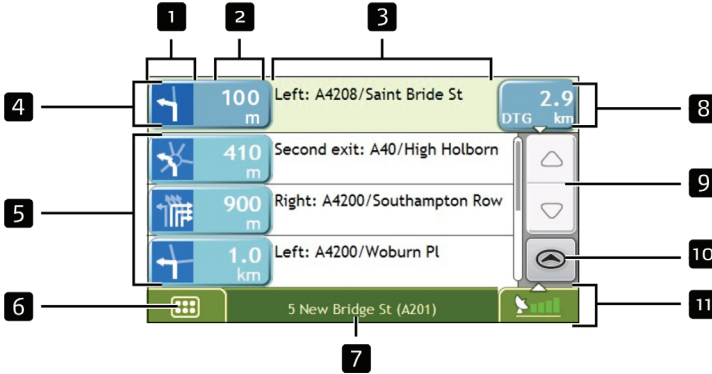 1 2 3
4 100 m Left: A4208/Saint Bride St 2.9 DTG km 8
410 m Second exit: A40/High Holborn
9
5 900 m Right: A4200/Southampton Row
1.0 km Left: A4200/Woburn Pl 10
6 5 New Bridge St (A201) 11
7